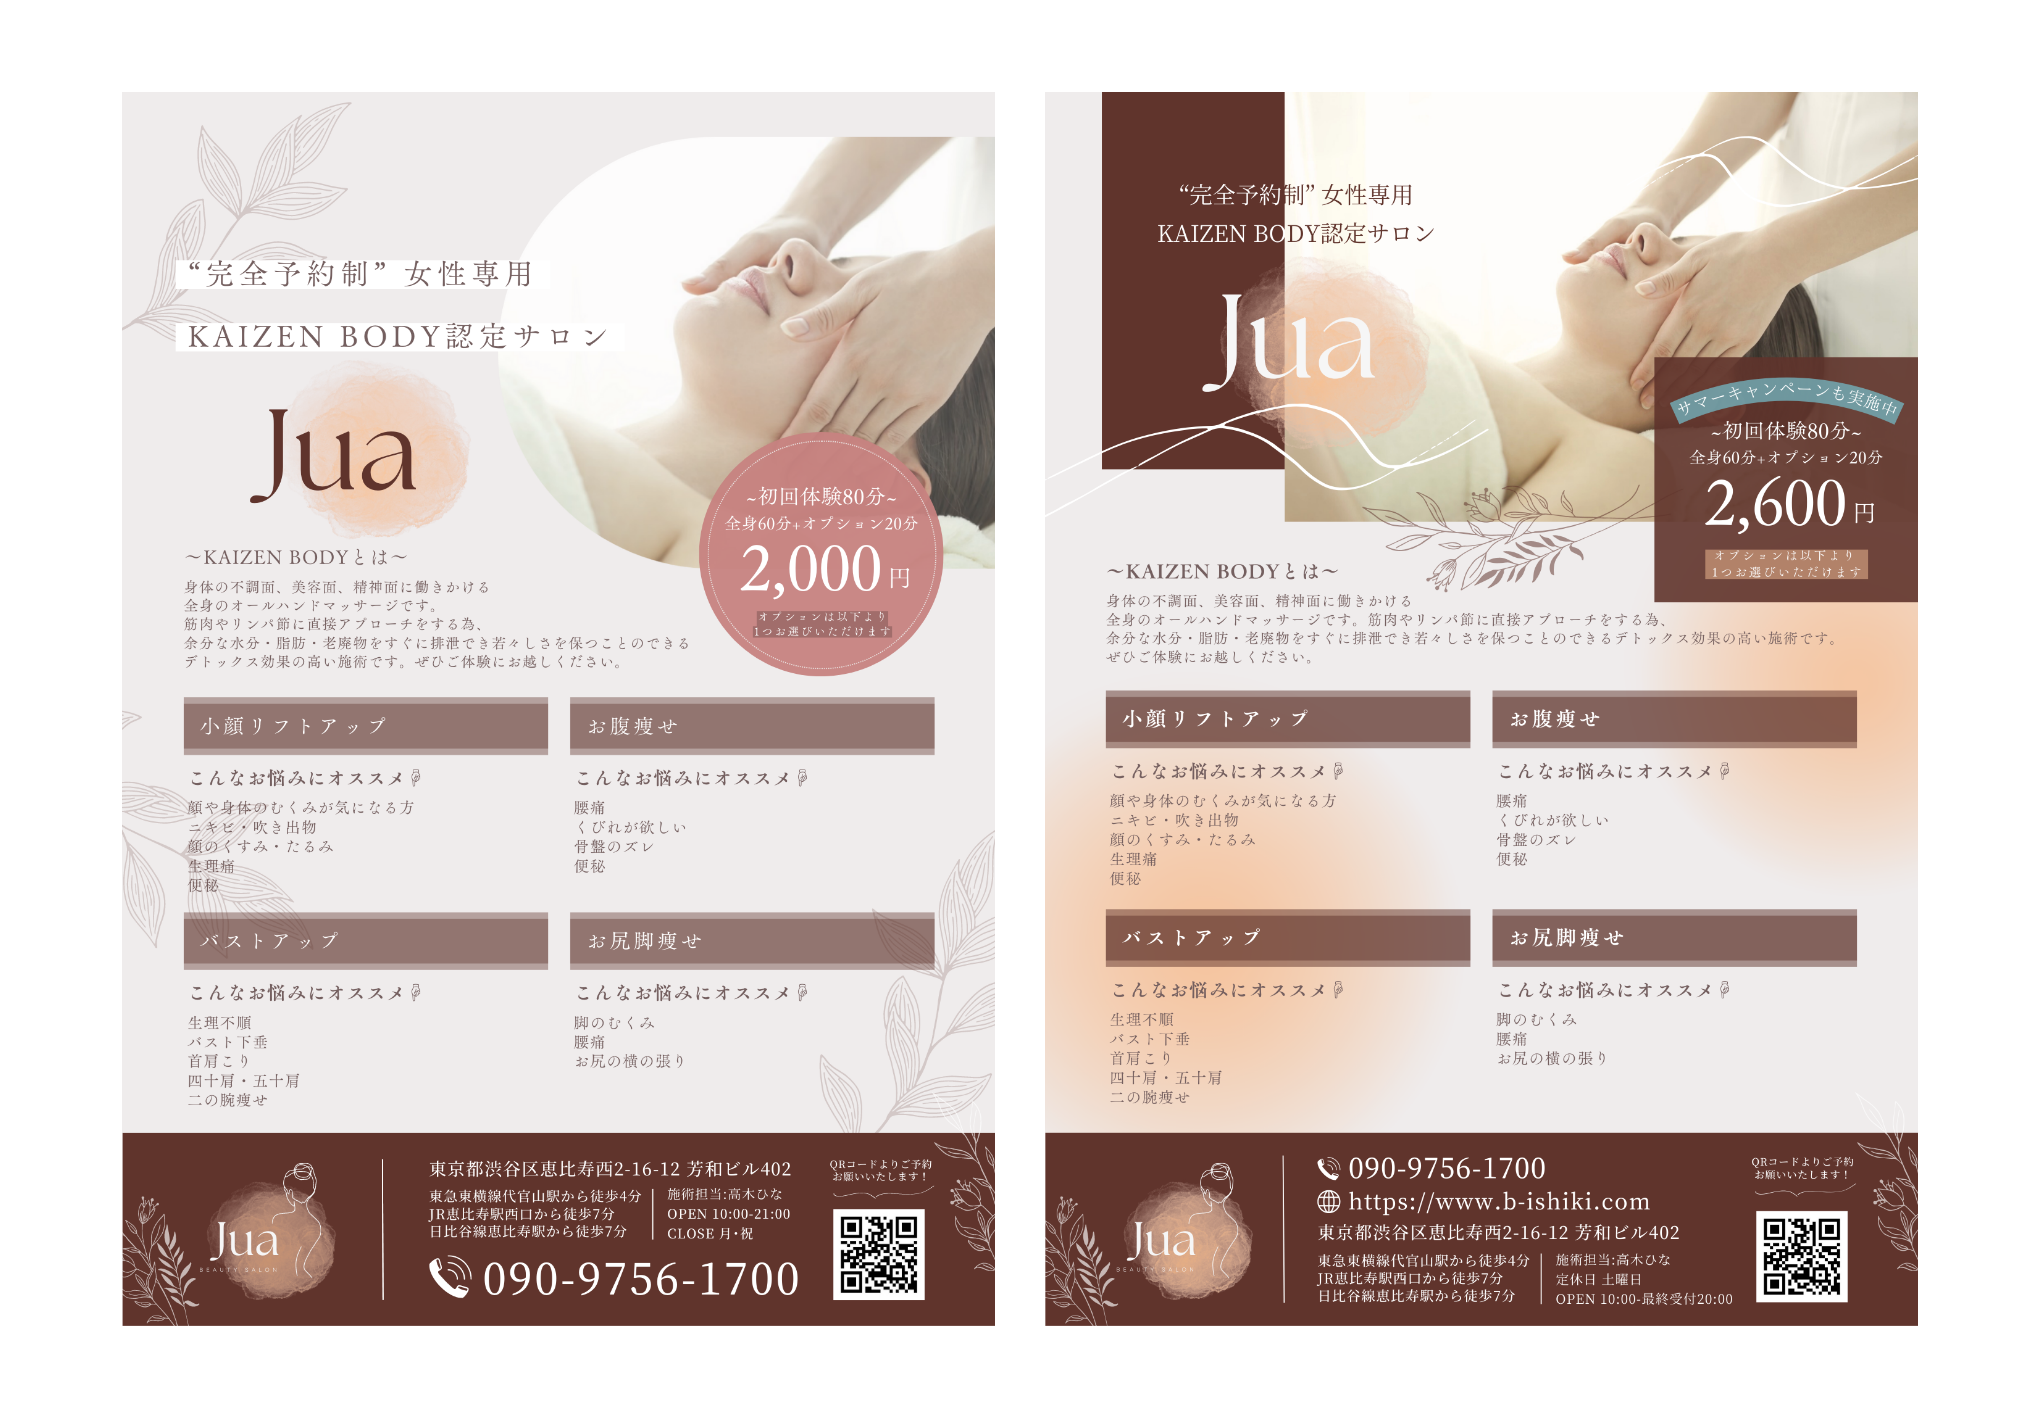 “完全予約制” 女性専用
KAIZEN BODY認定サロン
Jua
~初回体験80分~
全身60分+オプション20分
2,000円
オプションは以下より
1つお選びいただけます
～KAIZEN BODYとは～
身体の不調面、美容面、精神面に働きかける
全身のオールハンドマッサージです。
筋肉やリンパ節に直接アプローチをする為、
余分な水分・脂肪・老廃物をすぐに排泄でき若々しさを保つことのできる
デトックス効果の高い施術です。ぜひご体験にお越しください。
小顔リフトアップ
こんなお悩みにオススメ
顔や身体のむくみが気になる方
ニキビ・吹き出物
顔のくすみ・たるみ
生理痛
便秘
お腹痩せ
こんなお悩みにオススメ
腰痛
くびれが欲しい
骨盤のズレ
便秘
バストアップ
こんなお悩みにオススメ
生理不順
バスト下垂
首肩こり
四十肩・五十肩
二の腕痩せ
お尻脚痩せ
こんなお悩みにオススメ
脚のむくみ
腰痛
お尻の横の張り
Jua
BEAUTY SALON
東京都渋谷区恵比寿西2-16-12 芳和ビル402
東急東横線代官山駅から徒歩4分
JR恵比寿駅西口から徒歩7分
日比谷線恵比寿駅から徒歩7分
施術担当:高木ひな
OPEN 10:00-21:00
CLOSE 月・祝
090-9756-1700
QRコードよりご予約
お願いいたします！
“完全予約制” 女性専用
KAIZEN BODY認定サロン
Jua
サマーキャンペーンも実施中
~初回体験80分~
全身60分+オプション20分
2,600円
オプションは以下より
1つお選びいただけます
～KAIZEN BODYとは～
身体の不調面、美容面、精神面に働きかける
全身のオールハンドマッサージです。筋肉やリンパ節に直接アプローチをする為、
余分な水分・脂肪・老廃物をすぐに排泄でき若々しさを保つことのできるデトックス効果の高い施術です。
ぜひご体験にお越しください。
小顔リフトアップ
こんなお悩みにオススメ
顔や身体のむくみが気になる方
ニキビ・吹き出物
顔のくすみ・たるみ
生理痛
便秘
お腹痩せ
こんなお悩みにオススメ
腰痛
くびれが欲しい
骨盤のズレ
便秘
バストアップ
こんなお悩みにオススメ
生理不順
バスト下垂
首肩こり
四十肩・五十肩
二の腕痩せ
お尻脚痩せ
こんなお悩みにオススメ
脚のむくみ
腰痛
お尻の横の張り
Jua
BEAUTY SALON
090-9756-1700
https://www.b-ishiki.com
東京都渋谷区恵比寿西2-16-12 芳和ビル402
東急東横線代官山駅から徒歩4分
JR恵比寿駅西口から徒歩7分
日比谷線恵比寿駅から徒歩7分
施術担当:高木ひな
定休日 土曜日
OPEN 10:00-最終受付20:00
QRコードよりご予約
お願いいたします！